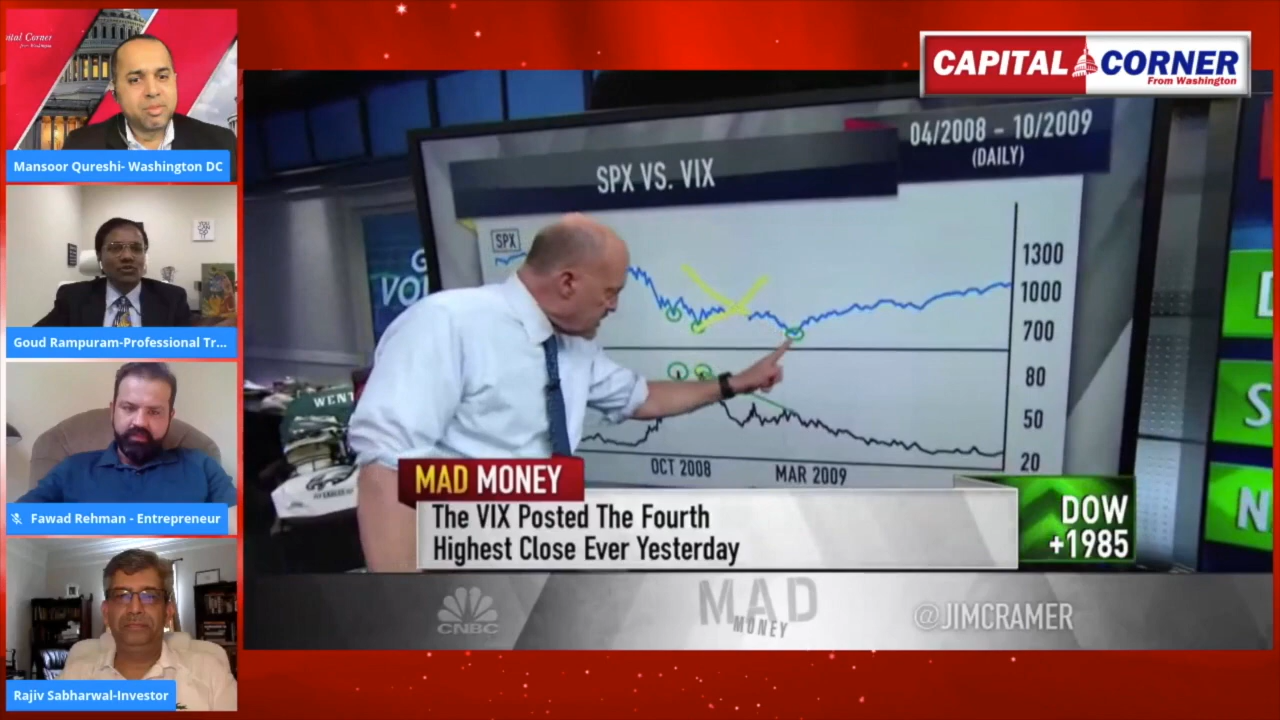 CAPITAL CORNER
From Washington
Mansoor Qureshi- Washington DC
Goud Rampuram-Professional Tr...
Fawad Rehman - Entrepreneur
Rajiv Sabharwal-Investor
04/2008 - 10/2009
(DAILY)
SPX VS. VIX
SPX
1300
1000
700
80
50
20
OCT 2008
MAR 2009
WENT
MAD MONEY
The VIX Posted The Fourth
Highest Close Ever Yesterday
DOW
+1985
CNBC
MAD
MONEY
@JIMCRAMER